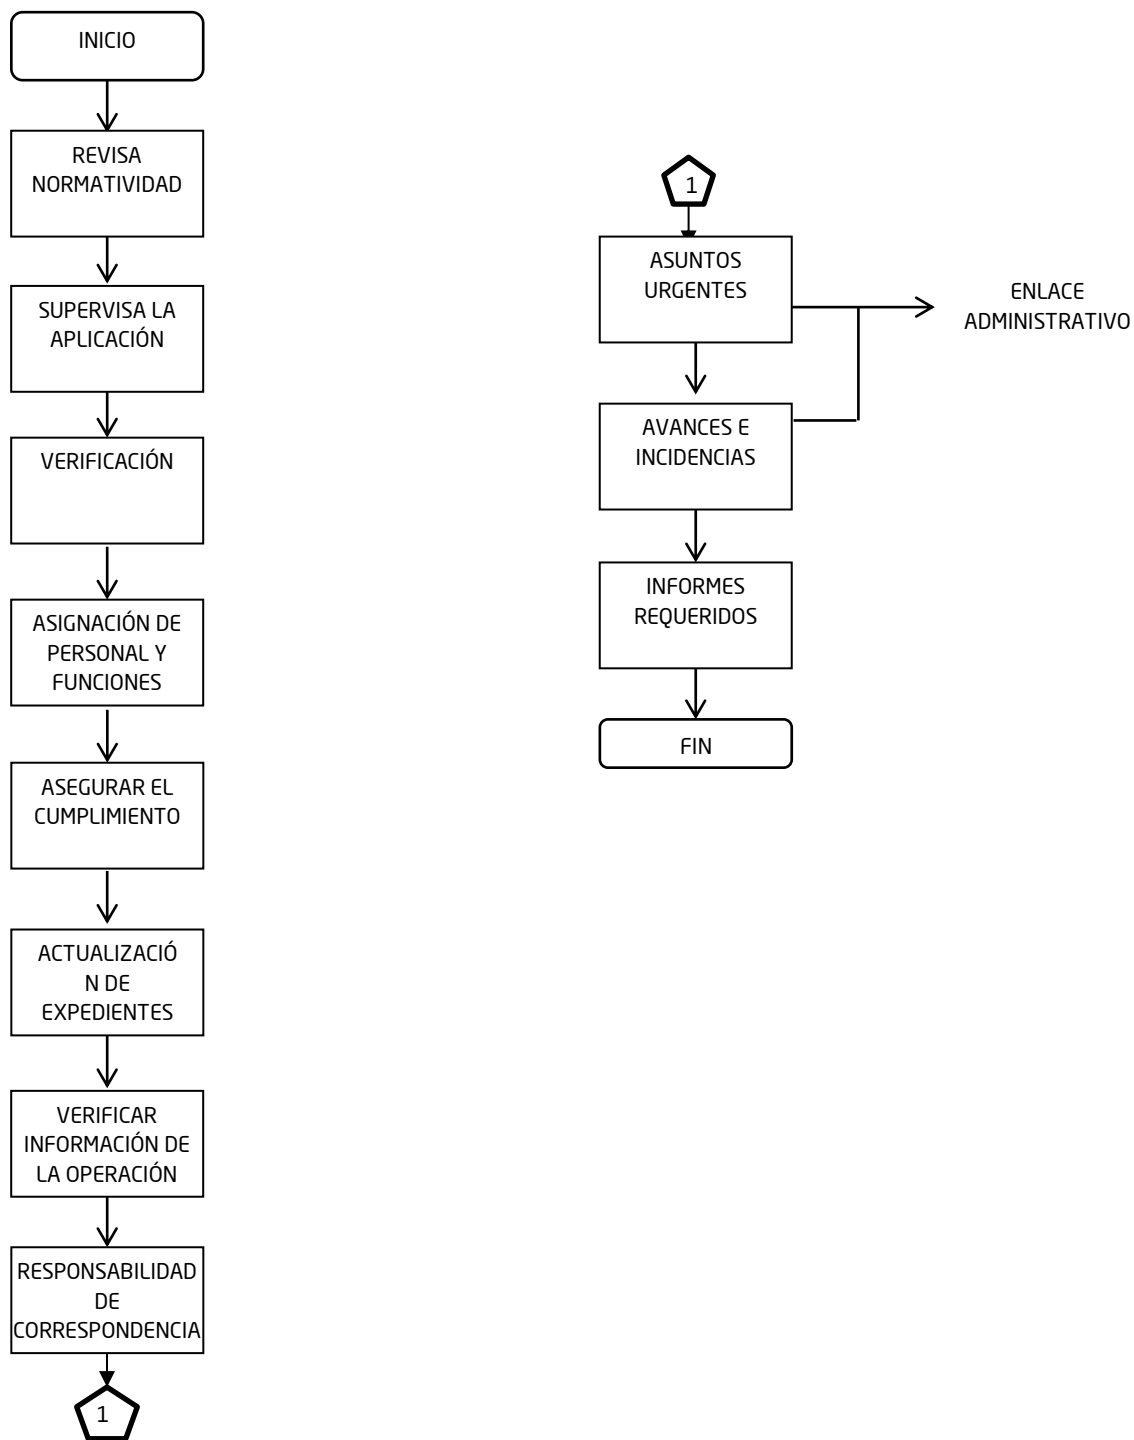 INICIO
REVISA
NORMATIVIDAD
SUPERVISA LA
APLICACIÓN
VERIFICACIÓN
ASIGNACIÓN DE
PERSONAL Y
FUNCIONES
ASEGURAR EL
CUMPLIMIENTO
ACTUALIZACIÓ
N DE
EXPEDIENTES
VERIFICAR
INFORMACIÓN DE
LA OPERACIÓN
RESPONSABILIDAD
DE
CORRESPONDENCIA
1
1
ASUNTOS
URGENTES
ENLACE
ADMINISTRATIVO
AVANCES E
INCIDENCIAS
INFORMES
REQUERIDOS
FIN